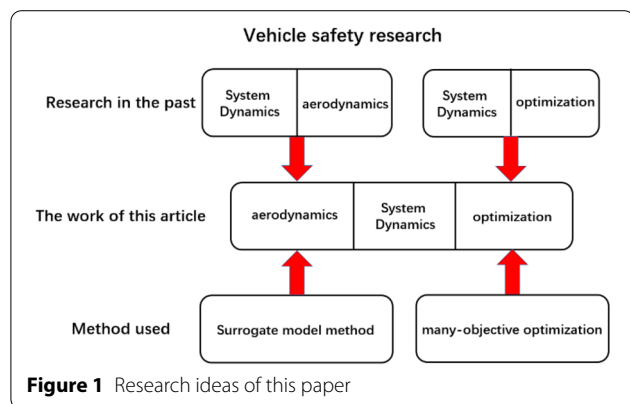 Vehicle safety research
Research in the past
System
Dynamics
aerodynamics
System
Dynamics
optimization
The work of this article
aerodynamics
System
Dynamics
optimization
Method used
Surrogate model method
many-objective optimization
Figure 1 Research ideas of this paper